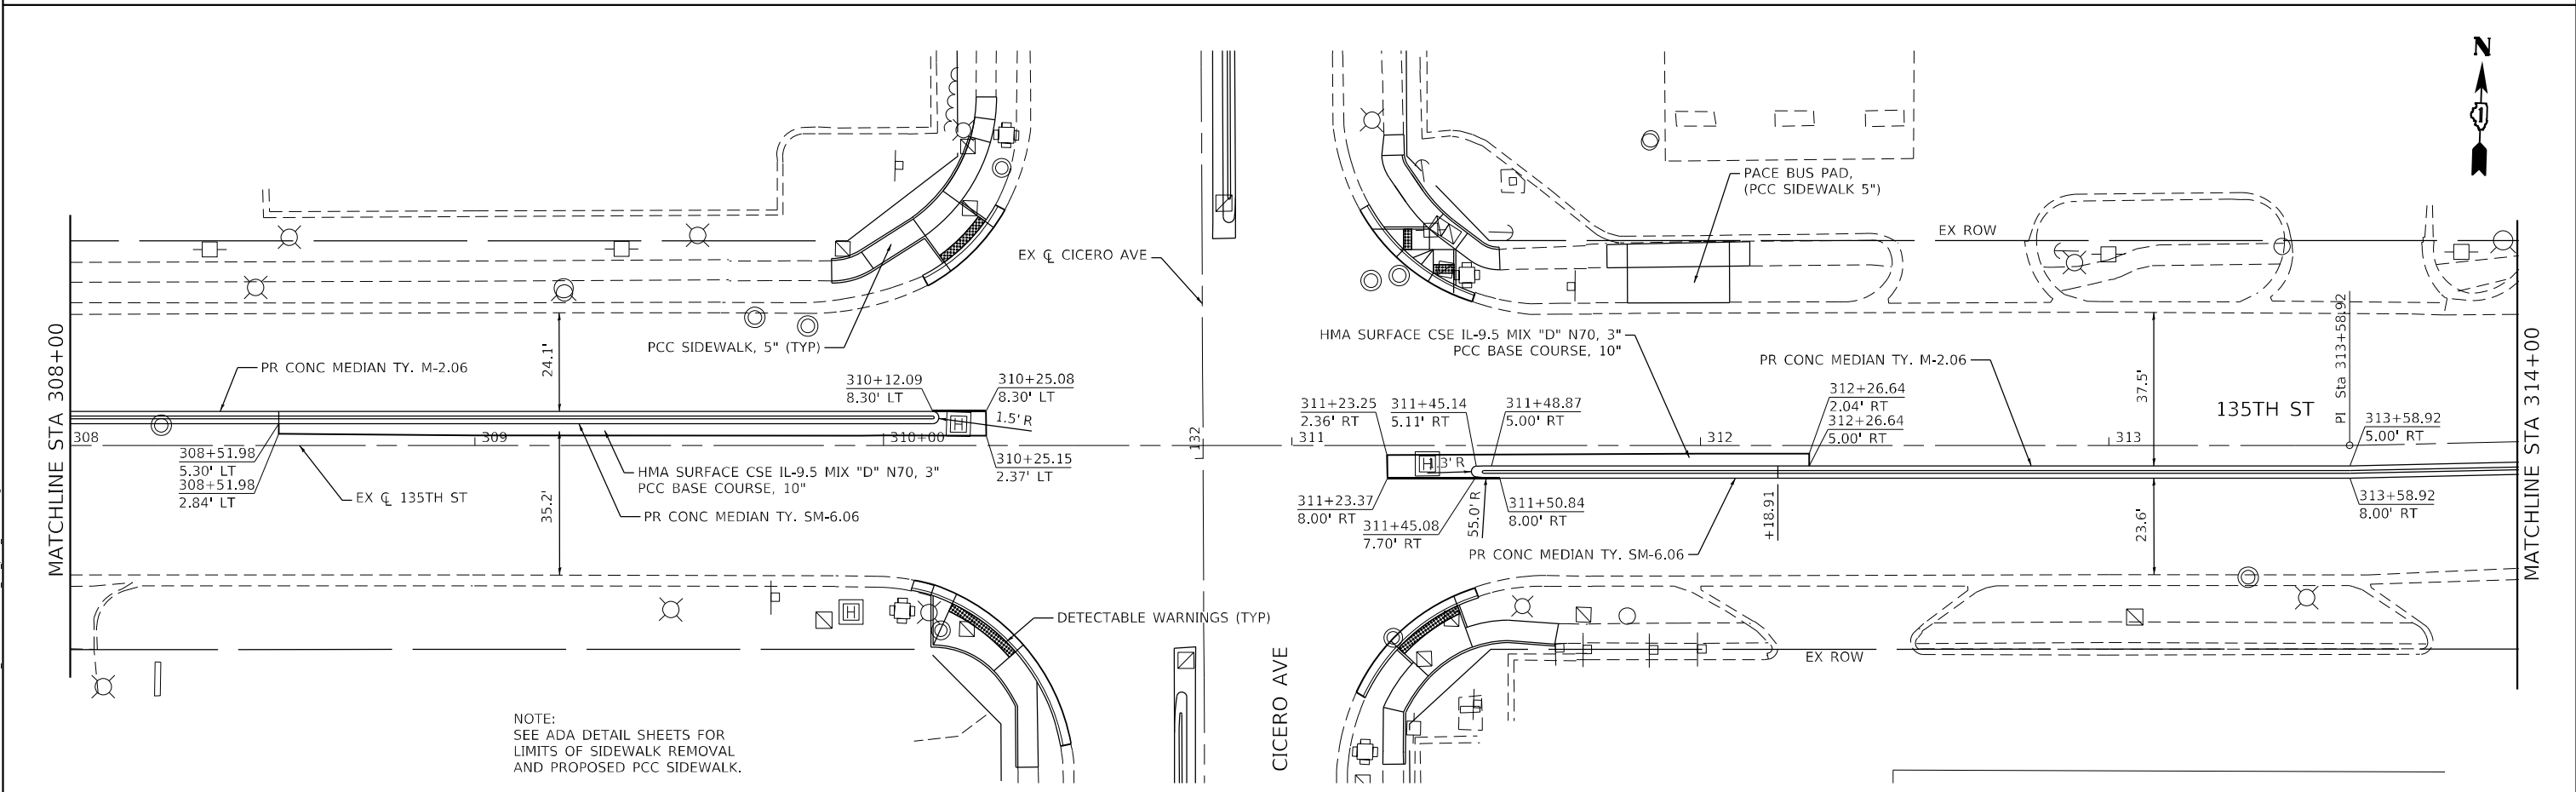 N
PACE BUS PAD,
(PCC SIDEWALK 5")
EX ROW
EX ℄ CICERO AVE
MATCHLINE STA 308+00
24.1'
PCC SIDEWALK, 5" (TYP)
PR CONC MEDIAN TY. M-2.06
310+12.09
8.30' LT
310+25.08
8.30' LT
1.5' R
308
309
310+00
308+51.98
5.30' LT
308+51.98
2.84' LT
EX ℄ 135TH ST
35.2'
HMA SURFACE CSE IL-9.5 MIX "D" N70, 3"
PCC BASE COURSE, 10"
PR CONC MEDIAN TY. SM-6.06
310+25.15
2.37' LT
H
132
311
HMA SURFACE CSE IL-9.5 MIX "D" N70, 3"
PCC BASE COURSE, 10"
PR CONC MEDIAN TY. M-2.06
311+23.25
2.36' RT
311+45.14
5.11' RT
311+48.87
5.00' RT
312
312+26.64
2.04' RT
312+26.64
5.00' RT
37.5'
135TH ST
313
PI Sta 313+58.92
313+58.92
5.00' RT
MATCHLINE STA 314+00
H
1.3' R
311+23.37
8.00' RT
311+45.08
7.70' RT
55.0' R
311+50.84
8.00' RT
+18.91
PR CONC MEDIAN TY. SM-6.06
23.6'
313+58.92
8.00' RT
H
DETECTABLE WARNINGS (TYP)
CICERO AVE
EX ROW
NOTE:
SEE ADA DETAIL SHEETS FOR
LIMITS OF SIDEWALK REMOVAL
AND PROPOSED PCC SIDEWALK.